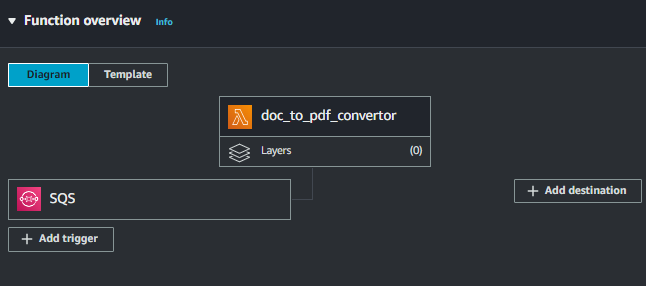 Function overview Info
Diagram Template
doc_to_pdf_convertor
Layers (0)
SQS
+ Add destination
+ Add trigger